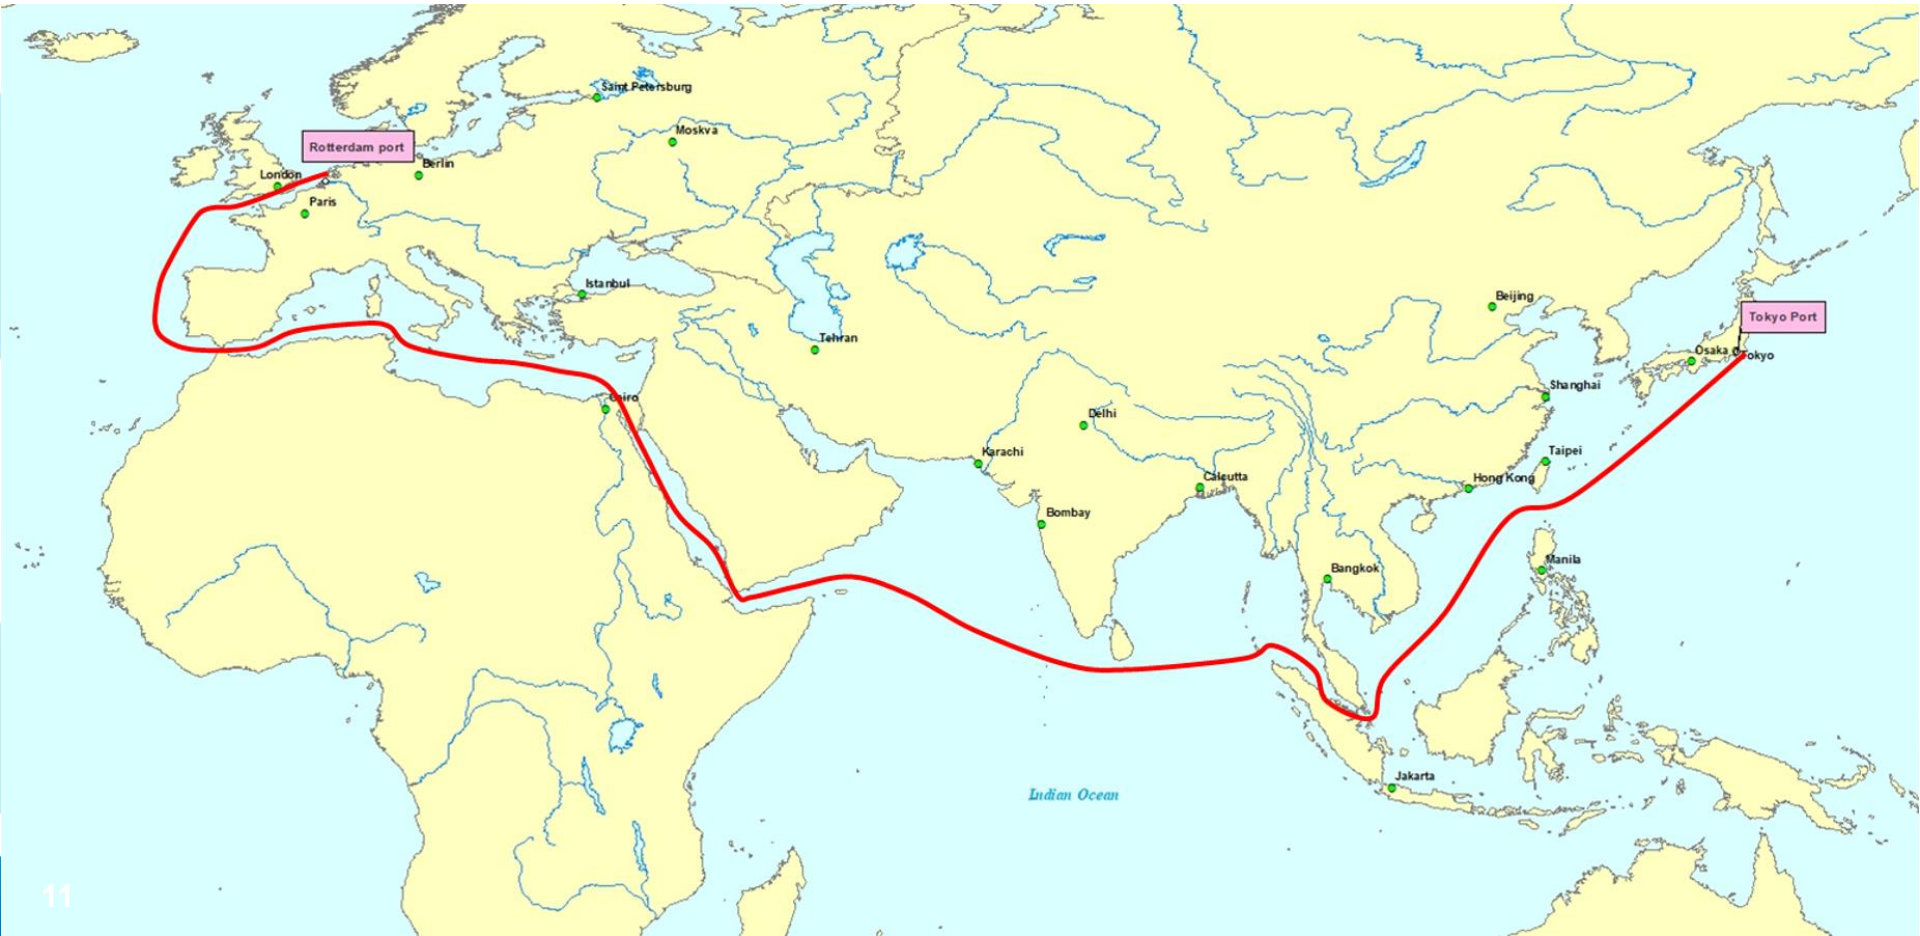 Saint Petersburg
Moskva
Rotterdam port
Berlin
London
Paris
Istanbul
Beijing
Tokyo Port
Tehran
Osaka
Tokyo
Shanghai
Cairo
Delhi
Karachi
Taipei
Calcutta
Hong Kong
Bombay
Manila
Bangkok
Jakarta
Indian Ocean
11